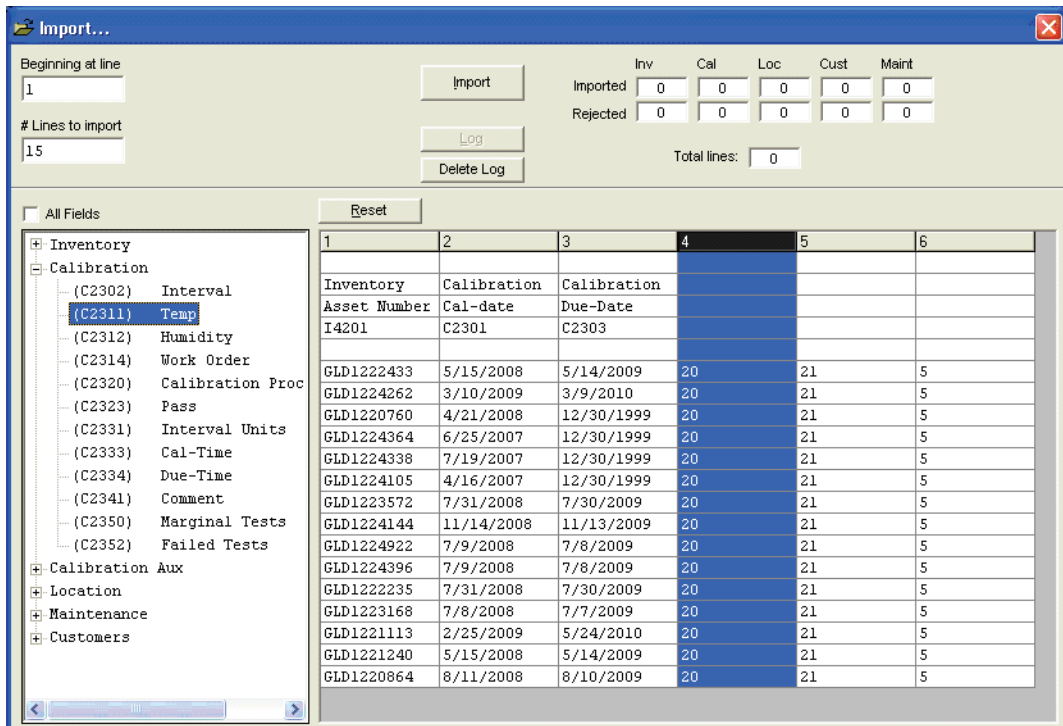 Import...
Beginning at line
1
# Lines to import
15
Import
Log
Delete Log
Inv Cal Loc Cust Maint
Imported 0 0 0 0 0
Rejected 0 0 0 0 0
Total lines: 0
All Fields
Reset
Inventory
Calibration
(C2302) Interval
(C2311) Temp
(C2312) Humidity
(C2314) Work Order
(C2320) Calibration Proc
(C2323) Pass
(C2331) Interval Units
(C2333) Cal-Time
(C2334) Due-Time
(C2341) Comment
(C2350) Marginal Tests
(C2352) Failed Tests
Calibration Aux
Location
Maintenance
Customers
1 2 3 4 5 6
Inventory Calibration Calibration
Asset Number Cal-date Due-Date
I4201 C2301 C2303
GLD1222433 5/15/2008 5/14/2009 20 21 5
GLD1224262 3/10/2009 3/9/2010 20 21 5
GLD1220760 4/21/2008 12/30/1999 20 21 5
GLD1224364 6/25/2007 12/30/1999 20 21 5
GLD1224338 7/19/2007 12/30/1999 20 21 5
GLD1224105 4/16/2007 12/30/1999 20 21 5
GLD1223572 7/31/2008 7/30/2009 20 21 5
GLD1224144 11/14/2008 11/13/2009 20 21 5
GLD1224922 7/9/2008 7/8/2009 20 21 5
GLD1224396 7/9/2008 7/8/2009 20 21 5
GLD1222235 7/31/2008 7/30/2009 20 21 5
GLD1223168 7/8/2008 7/7/2009 20 21 5
GLD1221113 2/25/2009 5/24/2010 20 21 5
GLD1221240 5/15/2008 5/14/2009 20 21 5
GLD1220864 8/11/2008 8/10/2009 20 21 5